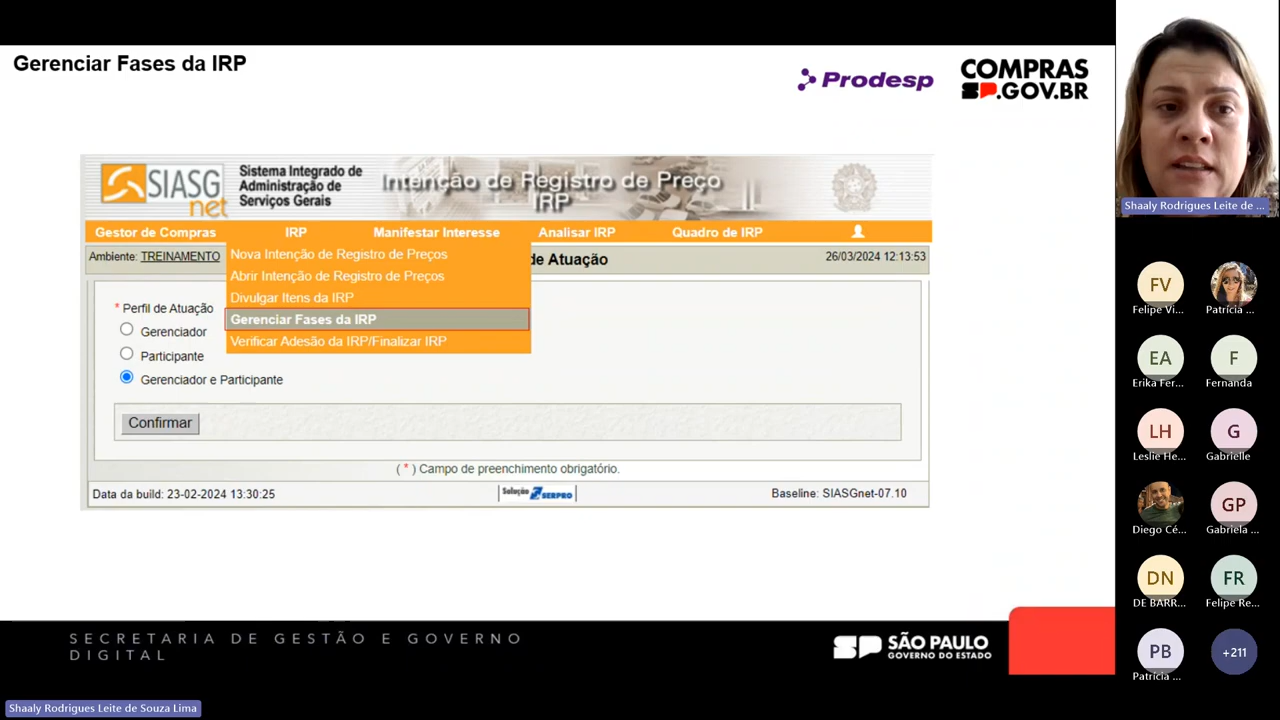 Gerenciar Fases da IRP
Prodesp
COMPRAS
SP.GOV.BR
SIASG
net
Sistema Integrado de
Administração de
Serviços Gerais
Intenção de Registro de Preço
IRP
Gestor de Compras IRP Manifestar Interesse Analisar IRP Quadro de IRP
Ambiente: TREINAMENTO
de Atuação
26/03/2024 12:13:53
Nova Intenção de Registro de Preços
Abrir Intenção de Registro de Preços
Divulgar Itens da IRP
Gerenciar Fases da IRP
Verificar Adesão da IRP/Finalizar IRP
* Perfil de Atuação
Gerenciador
Participante
Gerenciador e Participante
Confirmar
( * ) Campo de preenchimento obrigatório.
Data da build: 23-02-2024 13:30:25
Solução SERPRO
Baseline: SIASGnet-07.10
SECRETARIA DE GESTÃO E GOVERNO
DIGITAL
SP SÃO PAULO
GOVERNO DO ESTADO
Shaaly Rodrigues Leite de Souza Lima
Shaaly Rodrigues Leite de ...
FV
Felipe Vi...
Patrícia ...
EA
Erika Fer...
F
Fernanda
LH
Leslie He...
G
Gabrielle
Diego Cé...
GP
Gabriela ...
DN
DE BARR...
FR
Felipe Re...
PB
Patrícia ...
+211